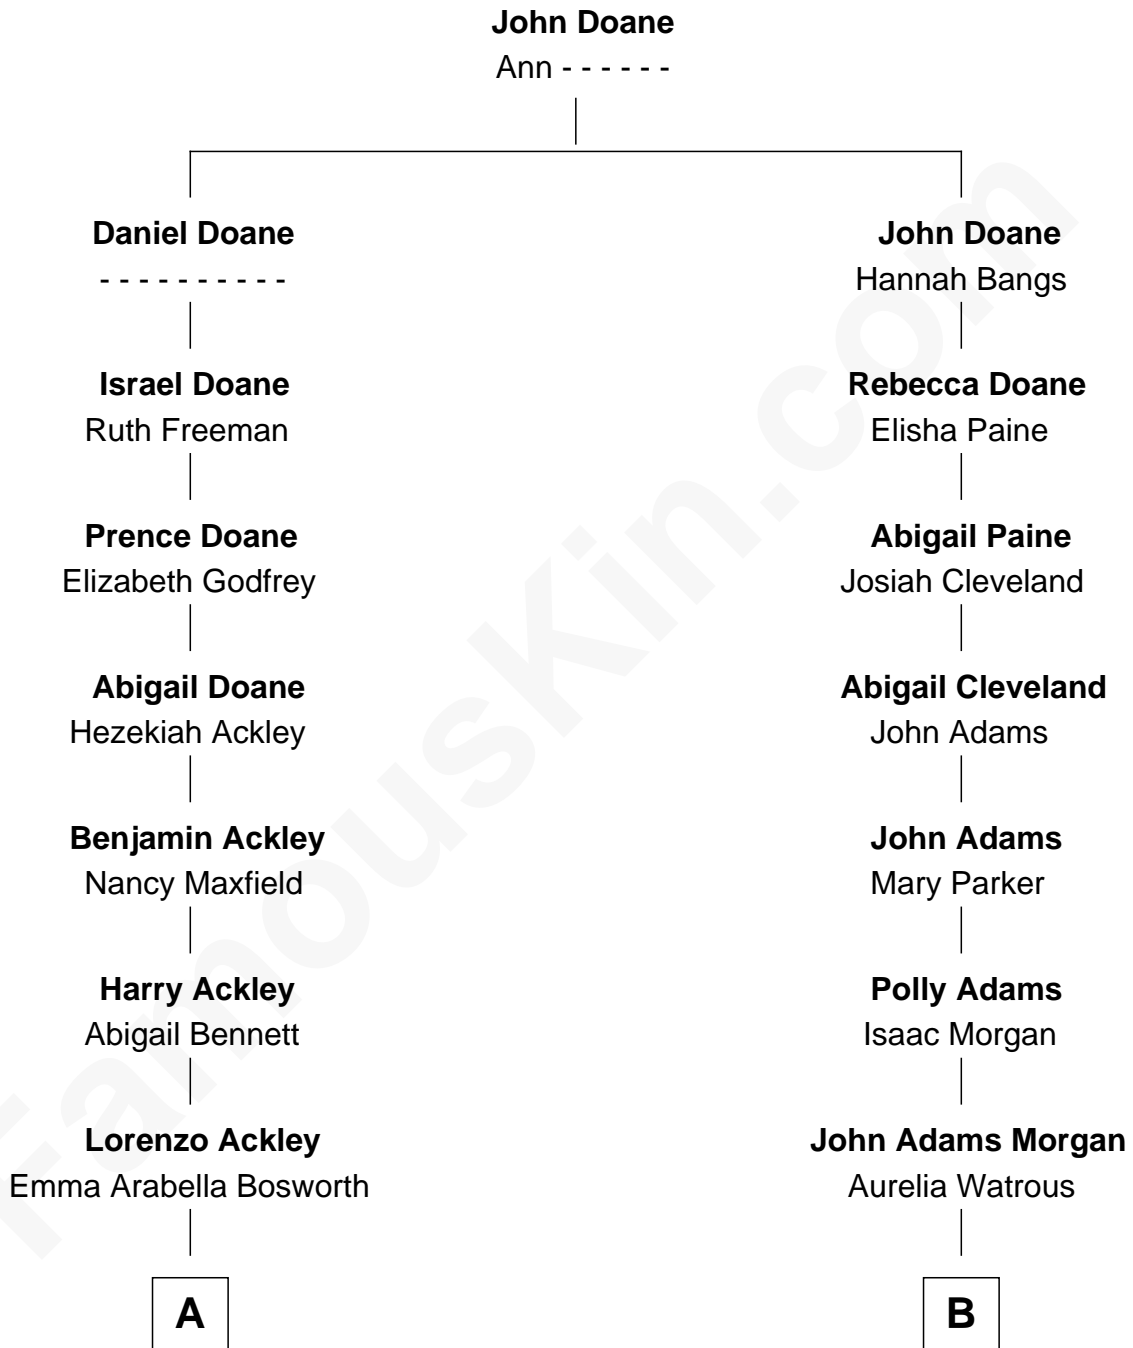 John Doane
Ann - - - - - -
Daniel Doane
- - - - - - - - - -
John Doane
Hannah Bangs
Israel Doane
Ruth Freeman
Rebecca Doane
Elisha Paine
Prence Doane
Elizabeth Godfrey
Abigail Paine
Josiah Cleveland
Abigail Doane
Hezekiah Ackley
Abigail Cleveland
John Adams
Benjamin Ackley
Nancy Maxfield
John Adams
Mary Parker
Harry Ackley
Abigail Bennett
Polly Adams
Isaac Morgan
Lorenzo Ackley
Emma Arabella Bosworth
John Adams Morgan
Aurelia Watrous
A
B
FamousKin.com